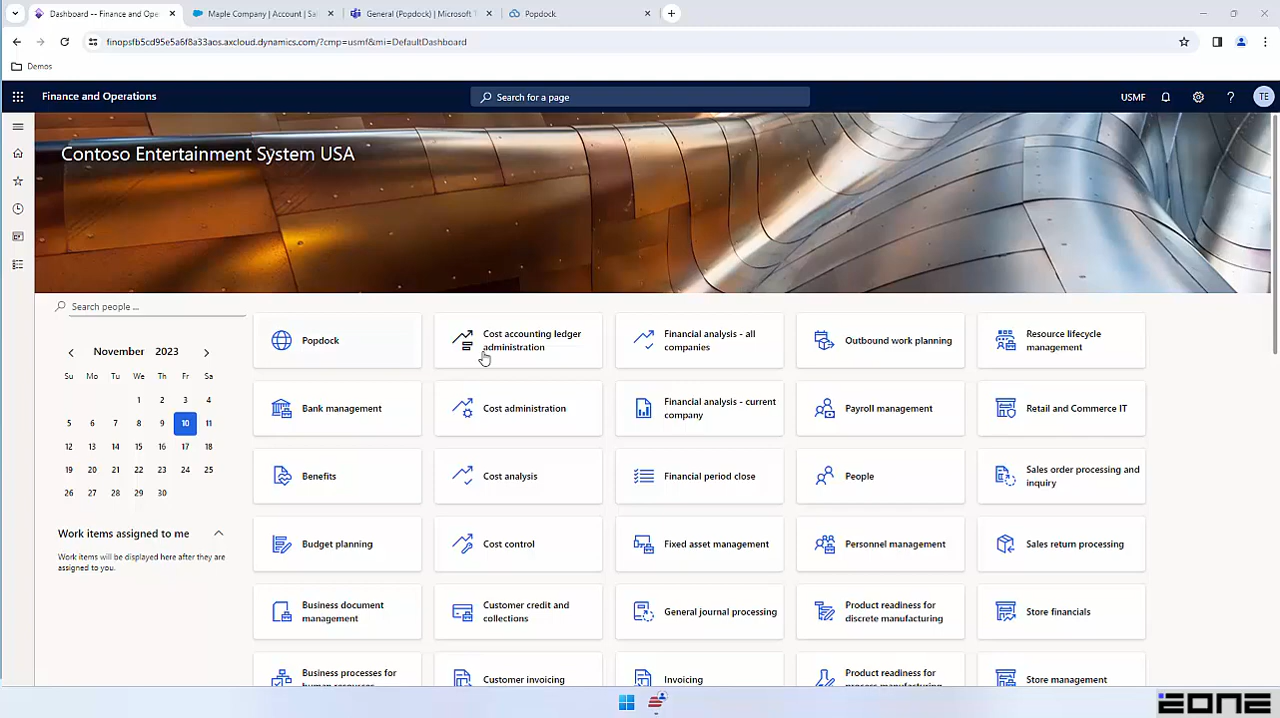 Dashboard -- Finance and Ope
Maple Company | Account | Sal
General (Popdock) | Microsoft T
Popdock
finopsfb5cd95e5a6f8a33aos.axcloud.dynamics.com/?cmp=usmf&mi=DefaultDashboard
Demos
Finance and Operations
Search for a page
USMF
TE
Contoso Entertainment System USA
Search people ...
November 2023
Su Mo Tu We Th Fr Sa
1 2 3 4
5 6 7 8 9 10 11
12 13 14 15 16 17 18
19 20 21 22 23 24 25
26 27 28 29 30
Work items assigned to me
Work items will be displayed here after they are
assigned to you.
Popdock
Cost accounting ledger
administration
Financial analysis - all
companies
Outbound work planning
Resource lifecycle
management
Bank management
Cost administration
Financial analysis - current
company
Payroll management
Retail and Commerce IT
Benefits
Cost analysis
Financial period close
People
Sales order processing and
inquiry
Budget planning
Cost control
Fixed asset management
Personnel management
Sales return processing
Business document
management
Customer credit and
collections
General journal processing
Product readiness for
discrete manufacturing
Store financials
Business processes for
human resources
Customer invoicing
Invoicing
Product readiness for
process manufacturing
Store management
eone